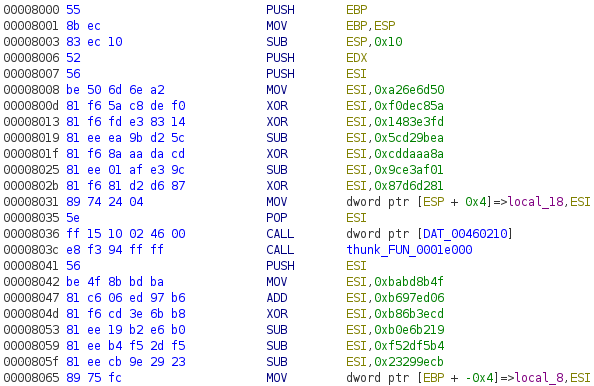 00008000 55 PUSH EBP
00008001 8b ec MOV EBP,ESP
00008003 83 ec 10 SUB ESP,0x10
00008006 52 PUSH EDX
00008007 56 PUSH ESI
00008008 be 50 6d 6e a2 MOV ESI,0xa26e6d50
0000800d 81 f6 5a c8 de f0 XOR ESI,0xf0dec85a
00008013 81 f6 fd e3 83 14 XOR ESI,0x1483e3fd
00008019 81 ee ea 9b d2 5c SUB ESI,0x5cd29bea
0000801f 81 f6 8a aa da cd XOR ESI,0xcddaaa8a
00008025 81 ee 01 af e3 9c SUB ESI,0x9ce3af01
0000802b 81 f6 81 d2 d6 87 XOR ESI,0x87d6d281
00008031 89 74 24 04 MOV dword ptr [ESP + 0x4]=>local_18,ESI
00008035 5e POP ESI
00008036 ff 15 10 02 46 00 CALL dword ptr [DAT_00460210]
0000803c e8 f3 94 ff ff CALL thunk_FUN_0001e000
00008041 56 PUSH ESI
00008042 be 4f 8b bd ba MOV ESI,0xbabd8b4f
00008047 81 c6 06 ed 97 b6 ADD ESI,0xb697ed06
0000804d 81 f6 cd 3e 6b b8 XOR ESI,0xb86b3ecd
00008053 81 ee 19 b2 e6 b0 SUB ESI,0xb0e6b219
00008059 81 ee b4 f5 2d f5 SUB ESI,0xf52df5b4
0000805f 81 ee cb 9e 29 23 SUB ESI,0x23299ecb
00008065 89 75 fc MOV dword ptr [EBP + -0x4]=>local_8,ESI